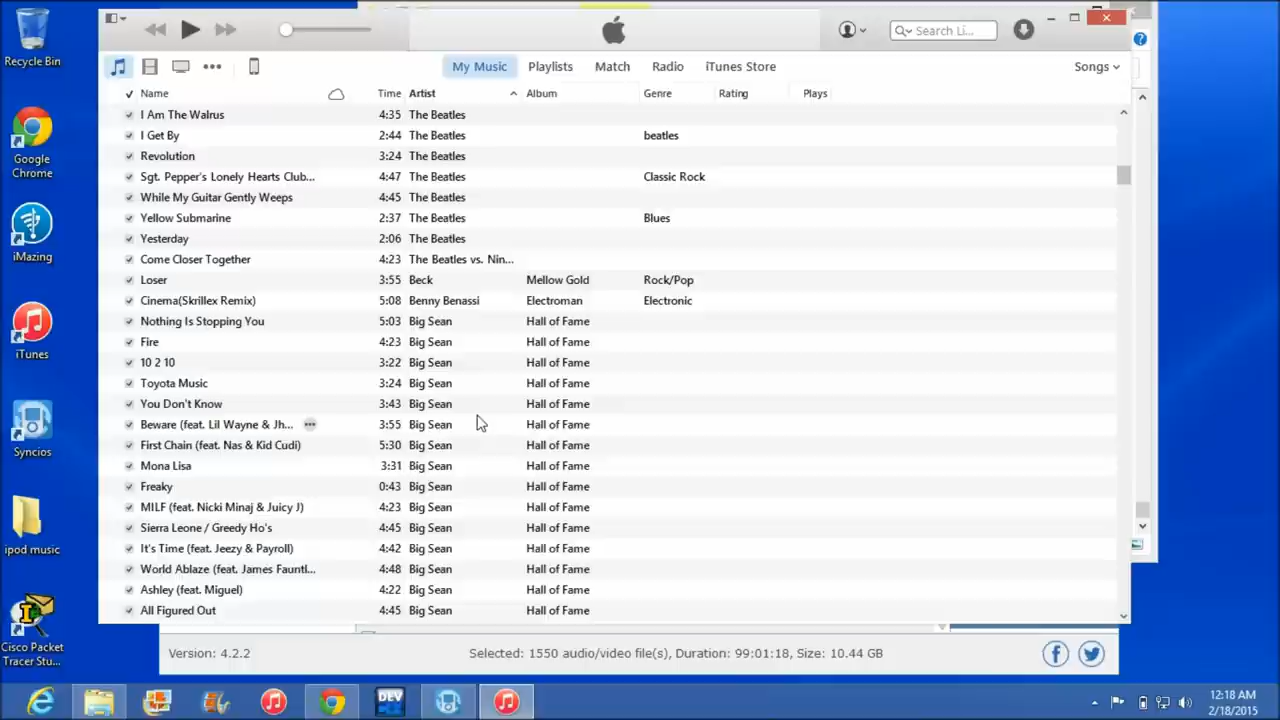 Recycle Bin
Google
Chrome
iMazing
iTunes
Syncios
ipod music
Cisco Packet
Tracer Stu...
Search Li...
My Music Playlists Match Radio iTunes Store Songs
Name Time Artist Album Genre Rating Plays
I Am The Walrus 4:35 The Beatles
I Get By 2:44 The Beatles beatles
Revolution 3:24 The Beatles
Sgt. Pepper's Lonely Hearts Club... 4:47 The Beatles Classic Rock
While My Guitar Gently Weeps 4:45 The Beatles
Yellow Submarine 2:37 The Beatles Blues
Yesterday 2:06 The Beatles
Come Closer Together 4:23 The Beatles vs. Nin...
Loser 3:55 Beck Mellow Gold Rock/Pop
Cinema(Skrillex Remix) 5:08 Benny Benassi Electroman Electronic
Nothing Is Stopping You 5:03 Big Sean Hall of Fame
Fire 4:23 Big Sean Hall of Fame
10 2 10 3:22 Big Sean Hall of Fame
Toyota Music 3:24 Big Sean Hall of Fame
You Don't Know 3:43 Big Sean Hall of Fame
Beware (feat. Lil Wayne & Jh... 3:55 Big Sean Hall of Fame
First Chain (feat. Nas & Kid Cudi) 5:30 Big Sean Hall of Fame
Mona Lisa 3:31 Big Sean Hall of Fame
Freaky 0:43 Big Sean Hall of Fame
MILF (feat. Nicki Minaj & Juicy J) 4:23 Big Sean Hall of Fame
Sierra Leone / Greedy Ho's 4:45 Big Sean Hall of Fame
It's Time (feat. Jeezy & Payroll) 4:42 Big Sean Hall of Fame
World Ablaze (feat. James Fauntl... 4:48 Big Sean Hall of Fame
Ashley (feat. Miguel) 4:22 Big Sean Hall of Fame
All Figured Out 4:45 Big Sean Hall of Fame
Version: 4.2.2 Selected: 1550 audio/video file(s), Duration: 99:01:18, Size: 10.44 GB
DEV
12:18 AM
2/18/2015